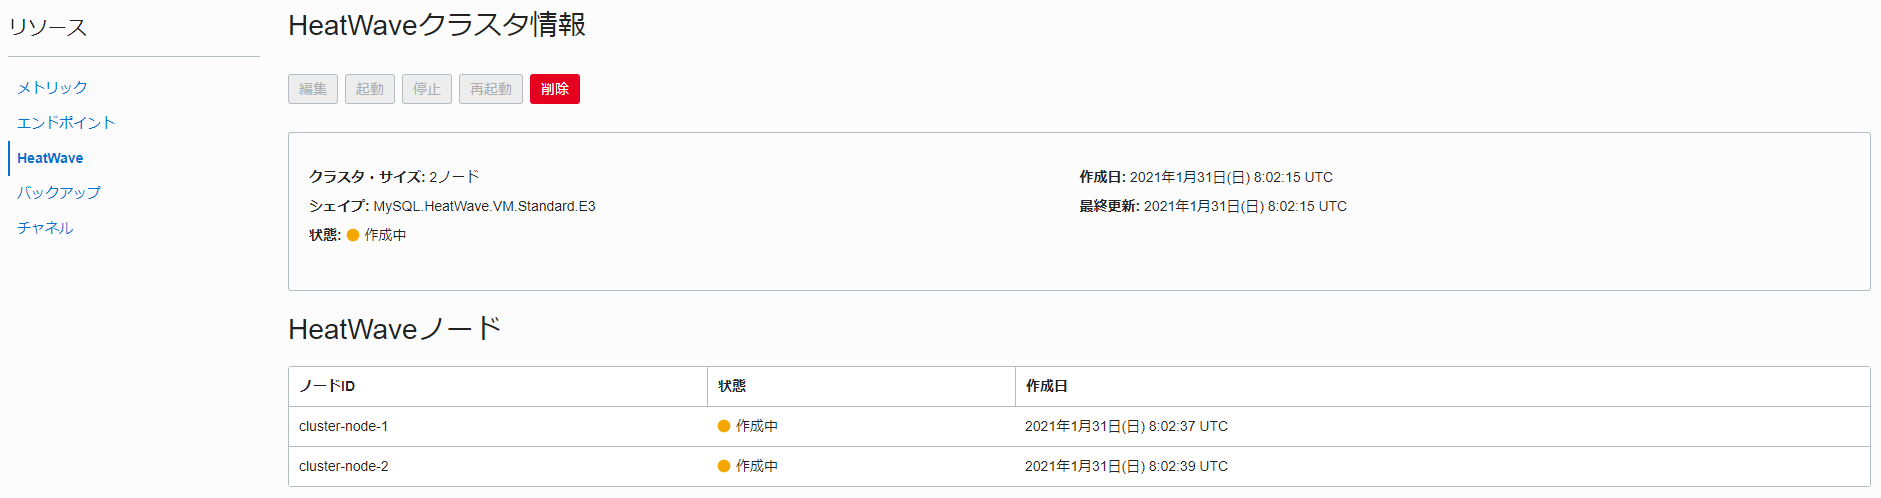 リソース
メトリック
エンドポイント
HeatWave
バックアップ
チャネル
HeatWaveクラスタ情報
編集 起動 停止 再起動 削除
クラスタ・サイズ: 2ノード
シェイプ: MySQL.HeatWave.VM.Standard.E3
状態: 作成中
作成日: 2021年1月31日(日) 8:02:15 UTC
最終更新: 2021年1月31日(日) 8:02:15 UTC
HeatWaveノード
ノードID 状態 作成日
cluster-node-1 作成中 2021年1月31日(日) 8:02:37 UTC
cluster-node-2 作成中 2021年1月31日(日) 8:02:39 UTC